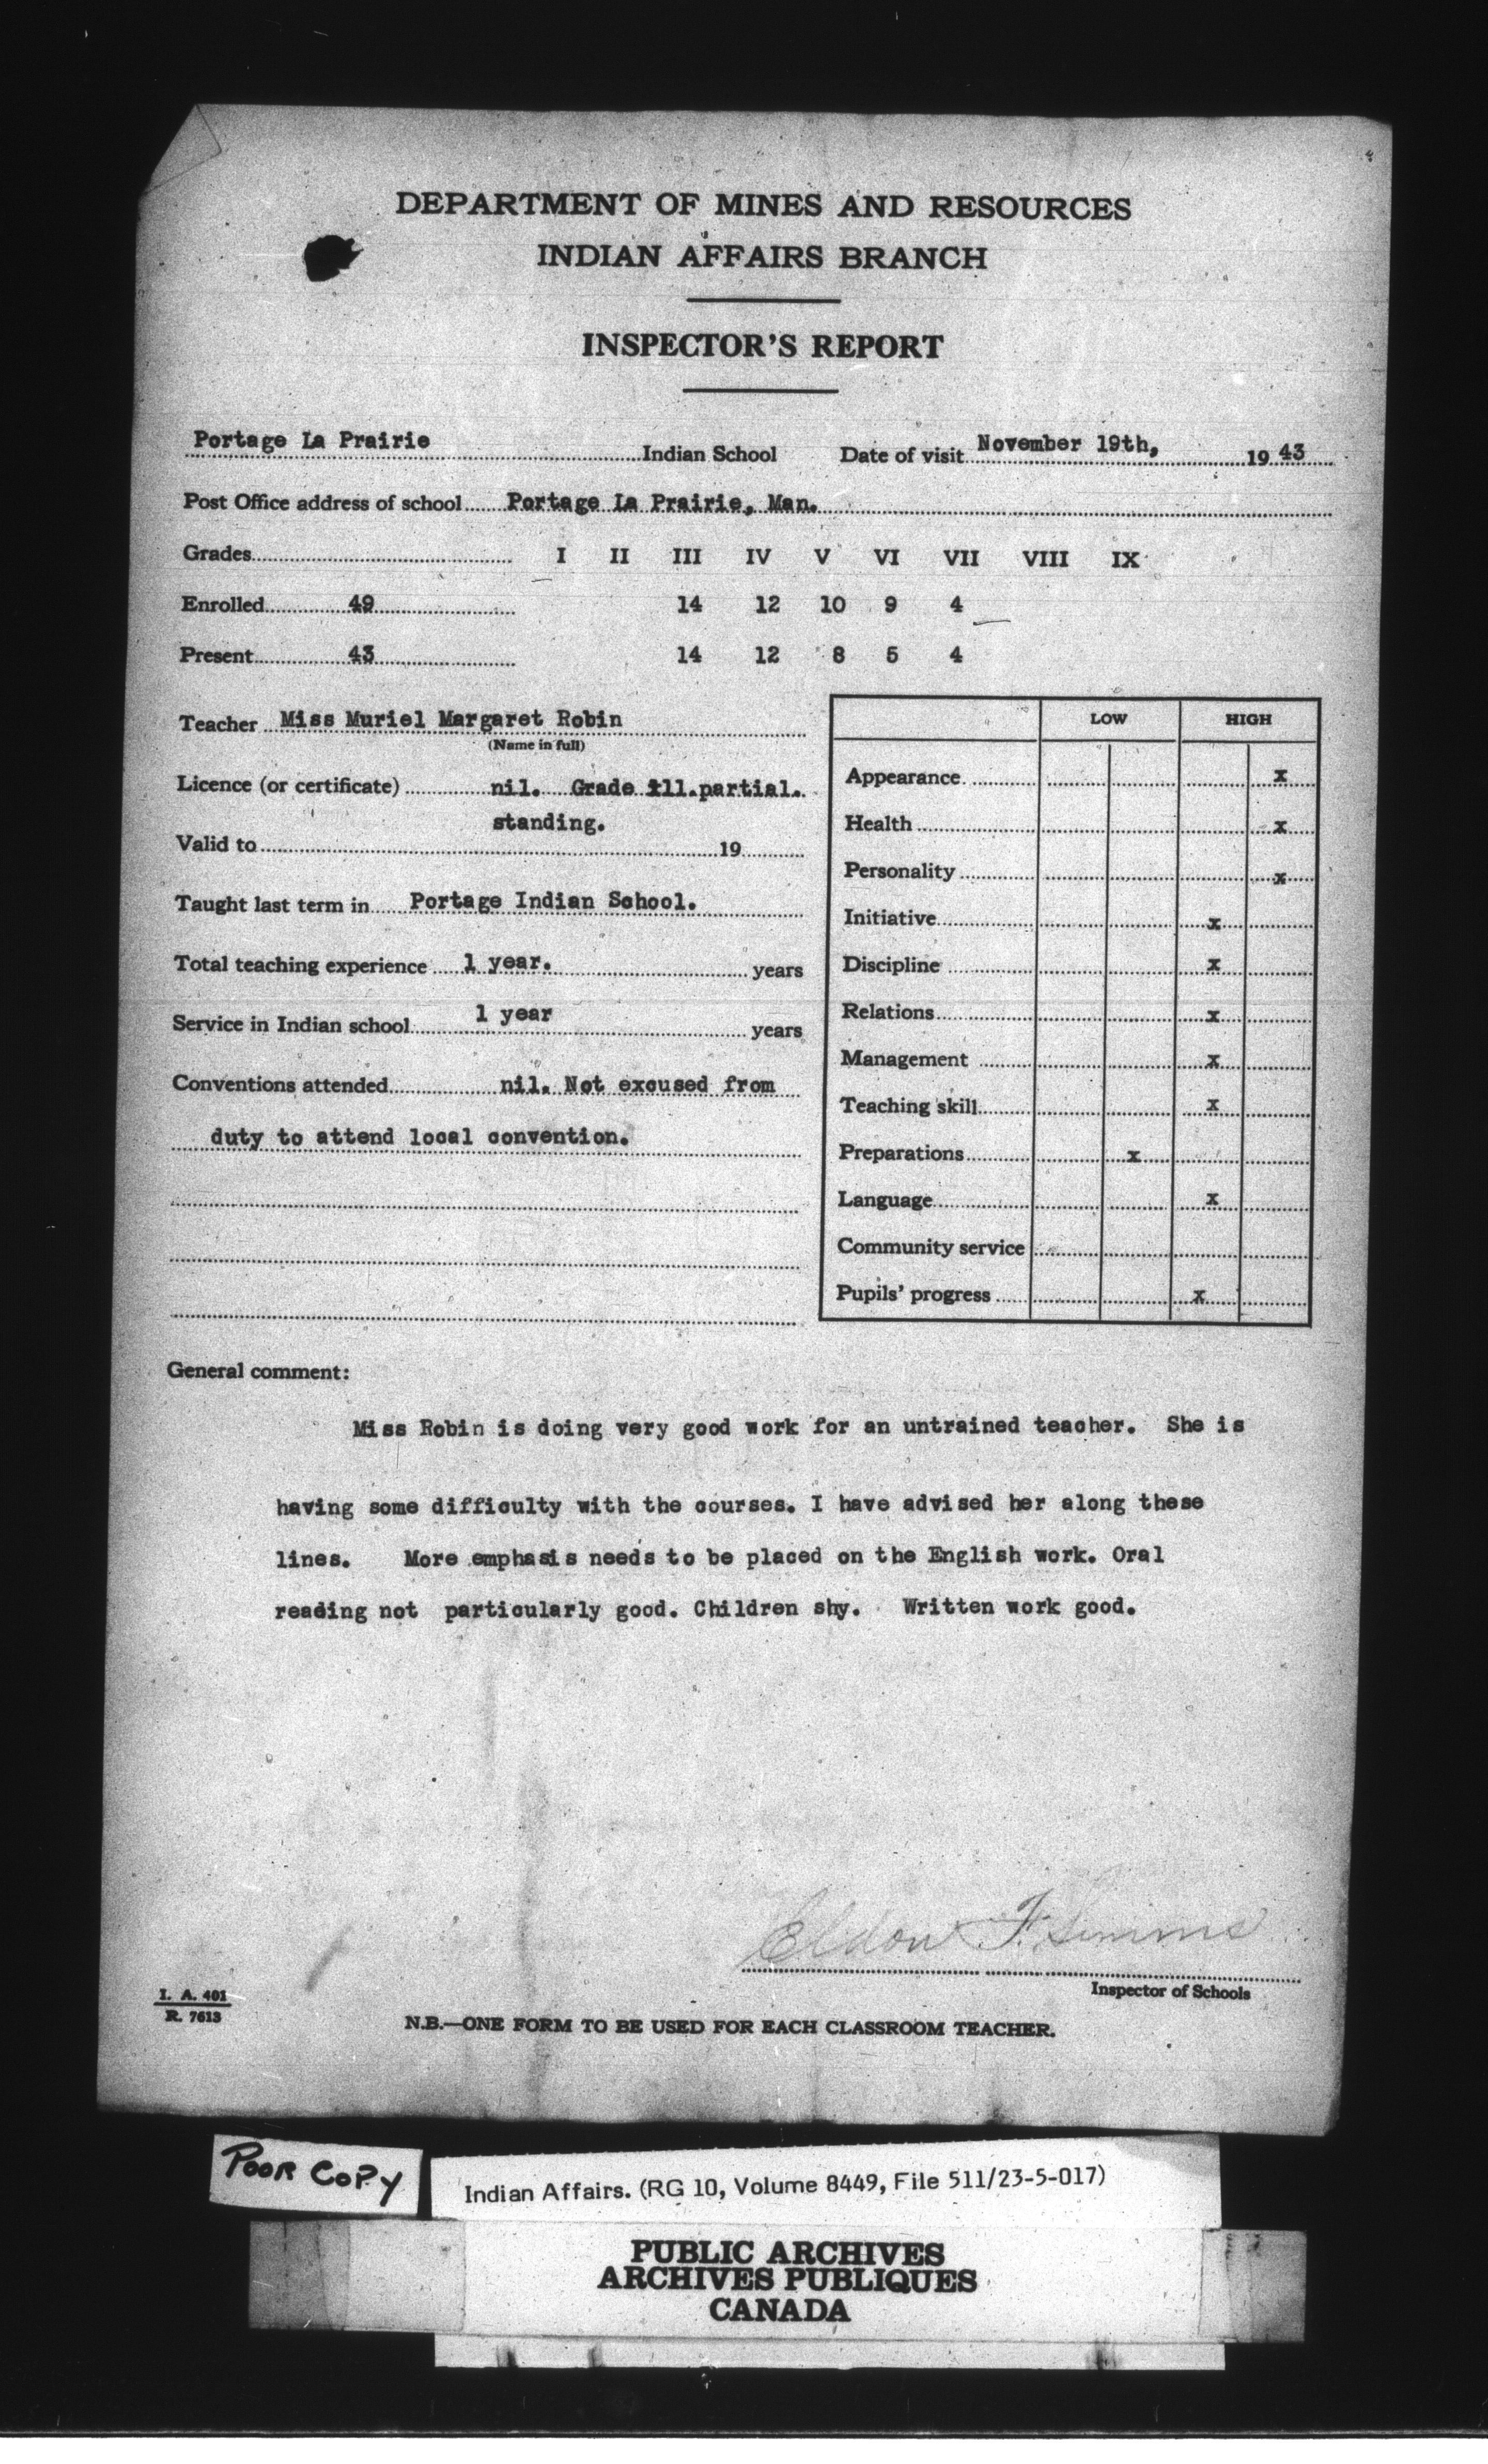 DEPARTMENT OF MINES AND RESOURCES
INDIAN AFFAIRS BRANCH
INSPECTOR'S REPORT
Portage La Prairie Indian School Date of visit November 19th, 19 43
Post Office address of school Portage La Prairie, Man.
Grades I II III IV V VI VII VIII IX
Enrolled 49 14 12 10 9 4
Present 43 14 12 8 5 4
Teacher Miss Muriel Margaret Robin
(Name in full)
Licence (or certificate) nil. Grade 111.partial.
standing.
Valid to 19
Taught last term in Portage Indian School.
Total teaching experience 1 year. years
Service in Indian school 1 year years
Conventions attended nil. Not excused from
duty to attend local convention.
LOW HIGH
Appearance x
Health x
Personality x
Initiative x
Discipline x
Relations x
Management x
Teaching skill x
Preparations x
Language x
Community service
Pupils' progress x
General comment:
Miss Robin is doing very good work for an untrained teacher. She is
having some difficulty with the courses. I have advised her along these
lines. More emphasis needs to be placed on the English work. Oral
reading not particularly good. Children shy. Written work good.
Eldon F. Simms
Inspector of Schools
I. A. 401
R. 7613
N.B.—ONE FORM TO BE USED FOR EACH CLASSROOM TEACHER.
POOR COPY
Indian Affairs. (RG 10, Volume 8449, File 511/23-5-017)
PUBLIC ARCHIVES
ARCHIVES PUBLIQUES
CANADA